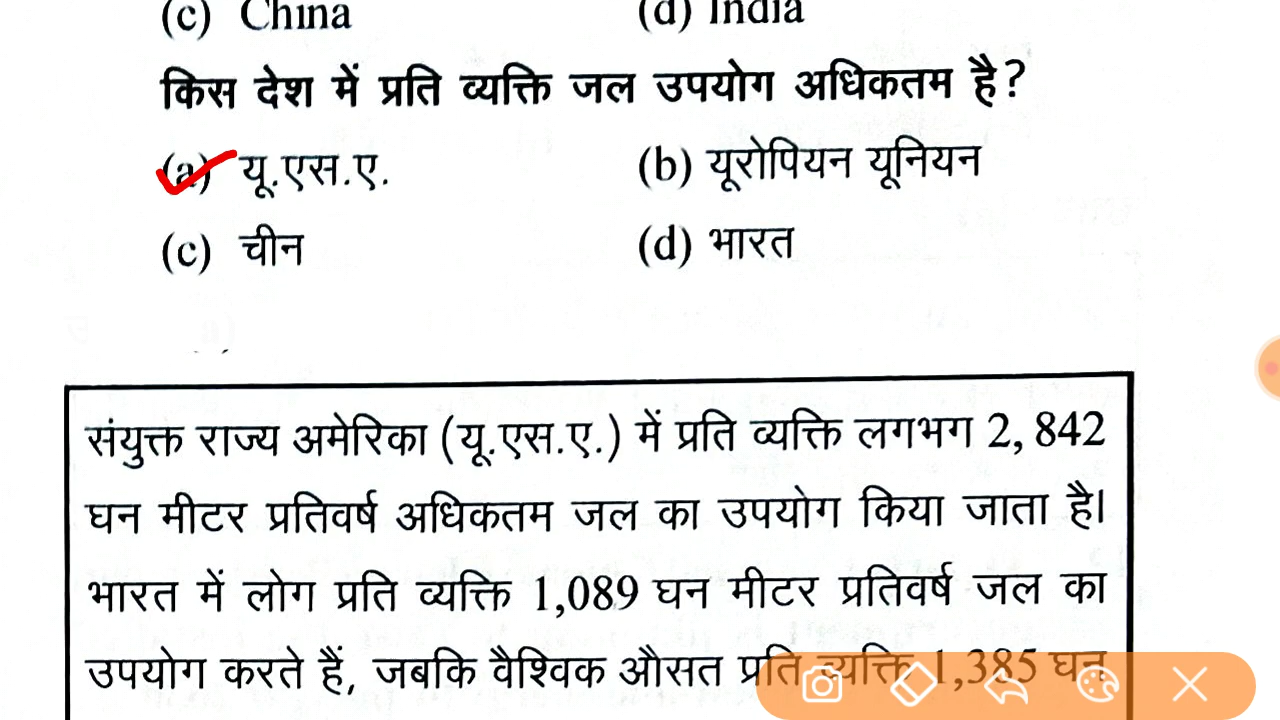 (c) China (d) India
किस देश में प्रति व्यक्ति जल उपयोग अधिकतम है?
(a) यू.एस.ए. (b) यूरोपियन यूनियन
(c) चीन (d) भारत
संयुक्त राज्य अमेरिका (यू.एस.ए.) में प्रति व्यक्ति लगभग 2, 842
घन मीटर प्रतिवर्ष अधिकतम जल का उपयोग किया जाता है।
भारत में लोग प्रति व्यक्ति 1,089 घन मीटर प्रतिवर्ष जल का
उपयोग करते हैं, जबकि वैश्विक औसत प्रति व्यक्ति 1,385 घन